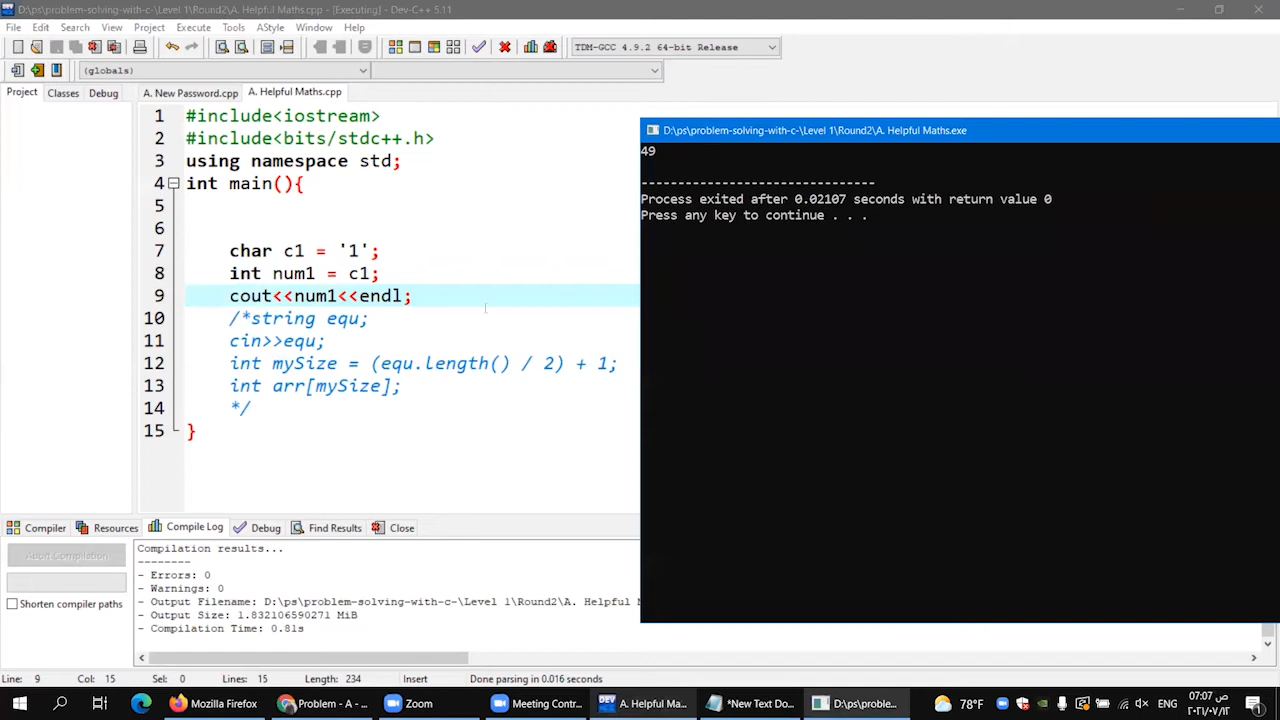 D:\ps\problem-solving-with-c-\Level 1\Round2\A. Helpful Maths.cpp - [Executing] - Dev-C++ 5.11
File Edit Search View Project Execute Tools AStyle Window Help
TDM-GCC 4.9.2 64-bit Release
(globals)
Project Classes Debug A. New Password.cpp A. Helpful Maths.cpp
1 #include<iostream>
2 #include<bits/stdc++.h>
3 using namespace std;
4 int main(){
5
6
7 char c1 = '1';
8 int num1 = c1;
9 cout<<num1<<endl;
10 /*string equ;
11 cin>>equ;
12 int mySize = (equ.length() / 2) + 1;
13 int arr[mySize];
14 */
15 }
D:\ps\problem-solving-with-c-\Level 1\Round2\A. Helpful Maths.exe
49
--------------------------------
Process exited after 0.02107 seconds with return value 0
Press any key to continue . . .
Compiler Resources Compile Log Debug Find Results Close
Abort Compilation
Shorten compiler paths
Compilation results...
--------
- Errors: 0
- Warnings: 0
- Output Filename: D:\ps\problem-solving-with-c-\Level 1\Round2\A. Helpful M
- Output Size: 1.832106590271 MiB
- Compilation Time: 0.81s
Line: 9 Col: 15 Sel: 0 Lines: 15 Length: 234 Insert Done parsing in 0.016 seconds
Mozilla Firefox Problem - A - ... Zoom Meeting Contr... A. Helpful Ma... *New Text Do... D:\ps\proble... 78°F ENG 07:07 ص